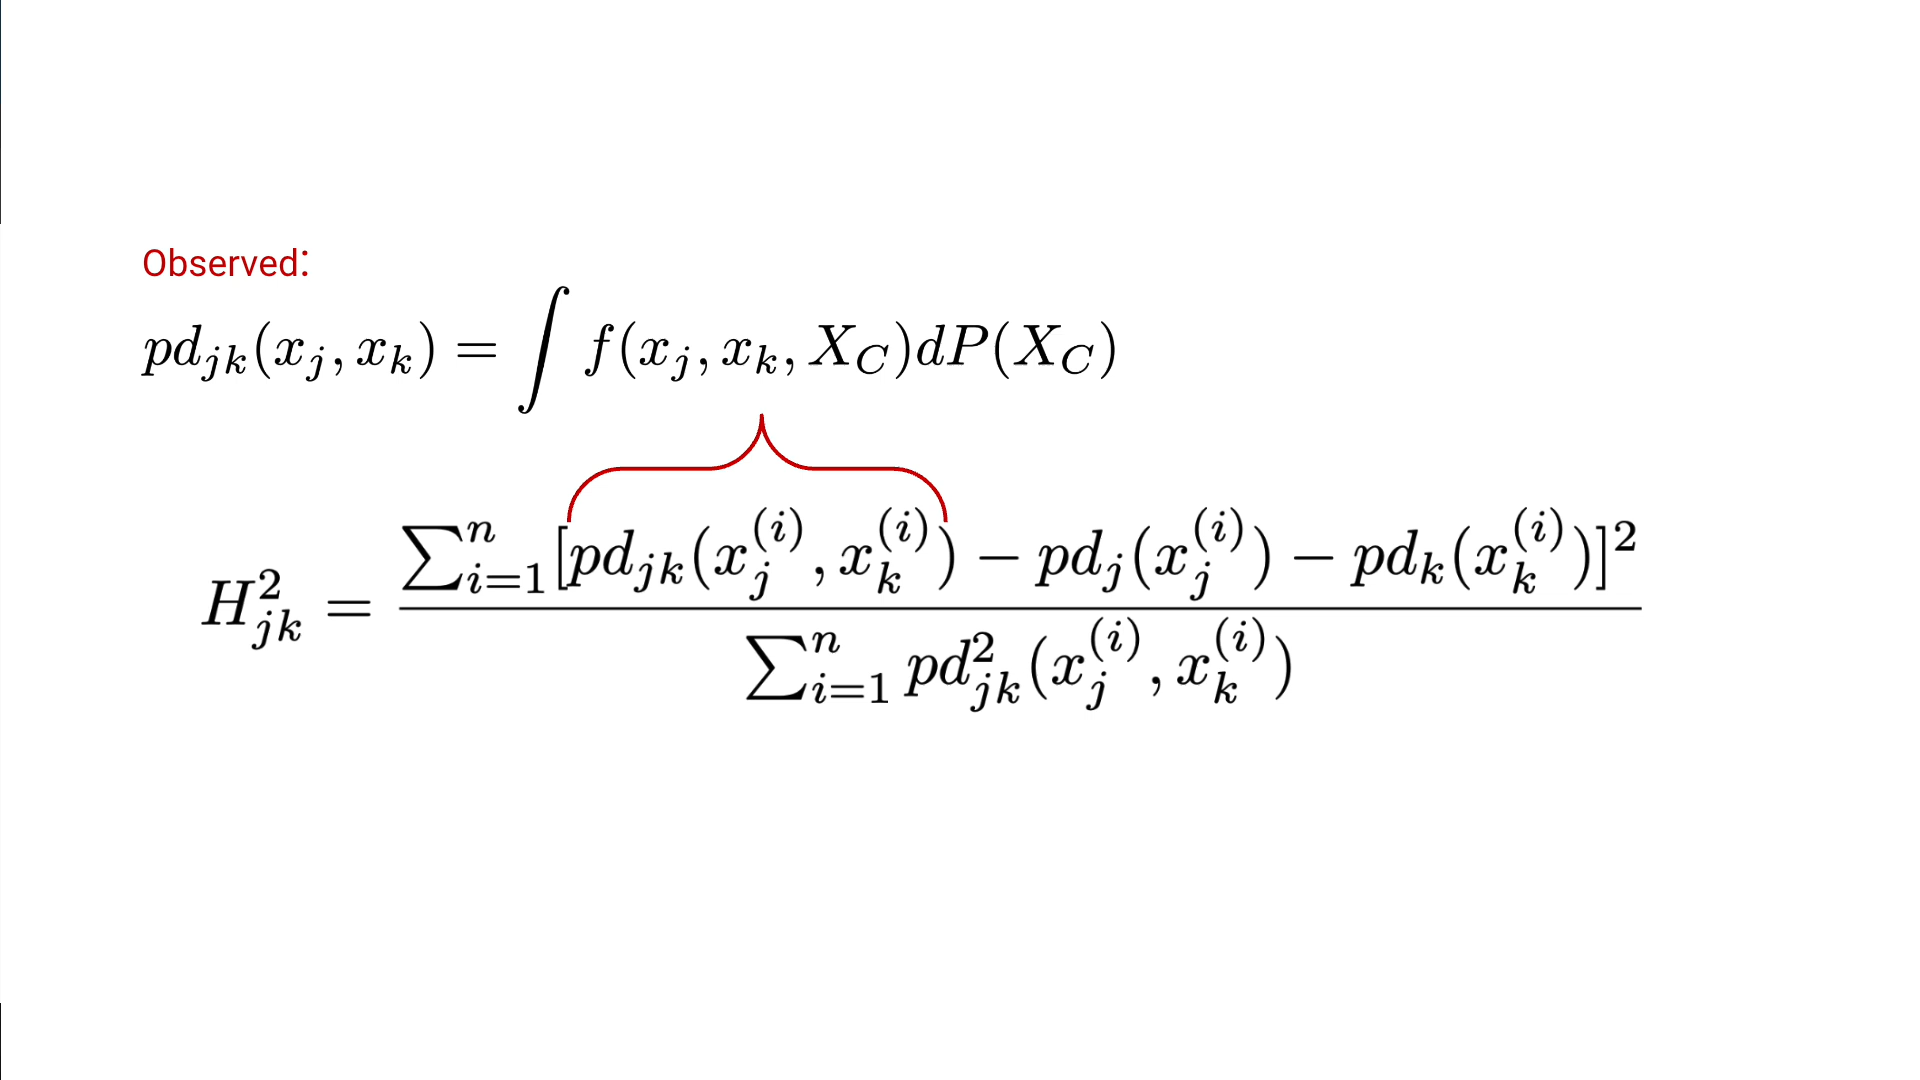 Observed:
$pd_{jk}(x_j, x_k) = \int f(x_j, x_k, X_C)dP(X_C)$
$H^2_{jk} = \frac{\sum_{i=1}^{n}[pd_{jk}(x_j^{(i)}, x_k^{(i)}) - pd_j(x_j^{(i)}) - pd_k(x_k^{(i)})]^2}{\sum_{i=1}^{n} pd^2_{jk}(x_j^{(i)}, x_k^{(i)})}$